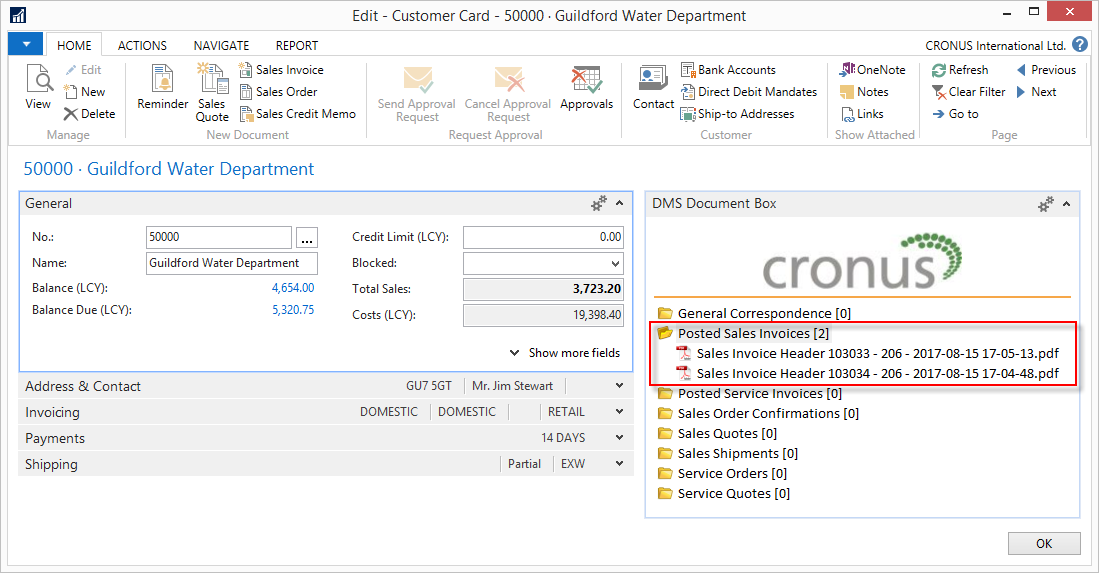 Edit - Customer Card - 50000 · Guildford Water Department
HOME ACTIONS NAVIGATE REPORT
CRONUS International Ltd. ?
View
Edit
New
Delete
Manage
Reminder
Sales Quote
Sales Invoice
Sales Order
Sales Credit Memo
New Document
Send Approval Request
Cancel Approval Request
Approvals
Request Approval
Contact
Bank Accounts
Direct Debit Mandates
Ship-to Addresses
Customer
OneNote
Notes
Links
Show Attached
Refresh
Clear Filter
Go to
Previous
Next
Page
50000 · Guildford Water Department
General
No.: 50000 ...
Name: Guildford Water Department
Balance (LCY): 4,654.00
Balance Due (LCY): 5,320.75
Credit Limit (LCY): 0.00
Blocked:
Total Sales: 3,723.20
Costs (LCY): 19,398.40
Show more fields
Address & Contact GU7 5GT Mr. Jim Stewart
Invoicing DOMESTIC DOMESTIC RETAIL
Payments 14 DAYS
Shipping Partial EXW
DMS Document Box
cronus
General Correspondence [0]
Posted Sales Invoices [2]
Sales Invoice Header 103033 - 206 - 2017-08-15 17-05-13.pdf
Sales Invoice Header 103034 - 206 - 2017-08-15 17-04-48.pdf
Posted Service Invoices [0]
Sales Order Confirmations [0]
Sales Quotes [0]
Sales Shipments [0]
Service Orders [0]
Service Quotes [0]
OK